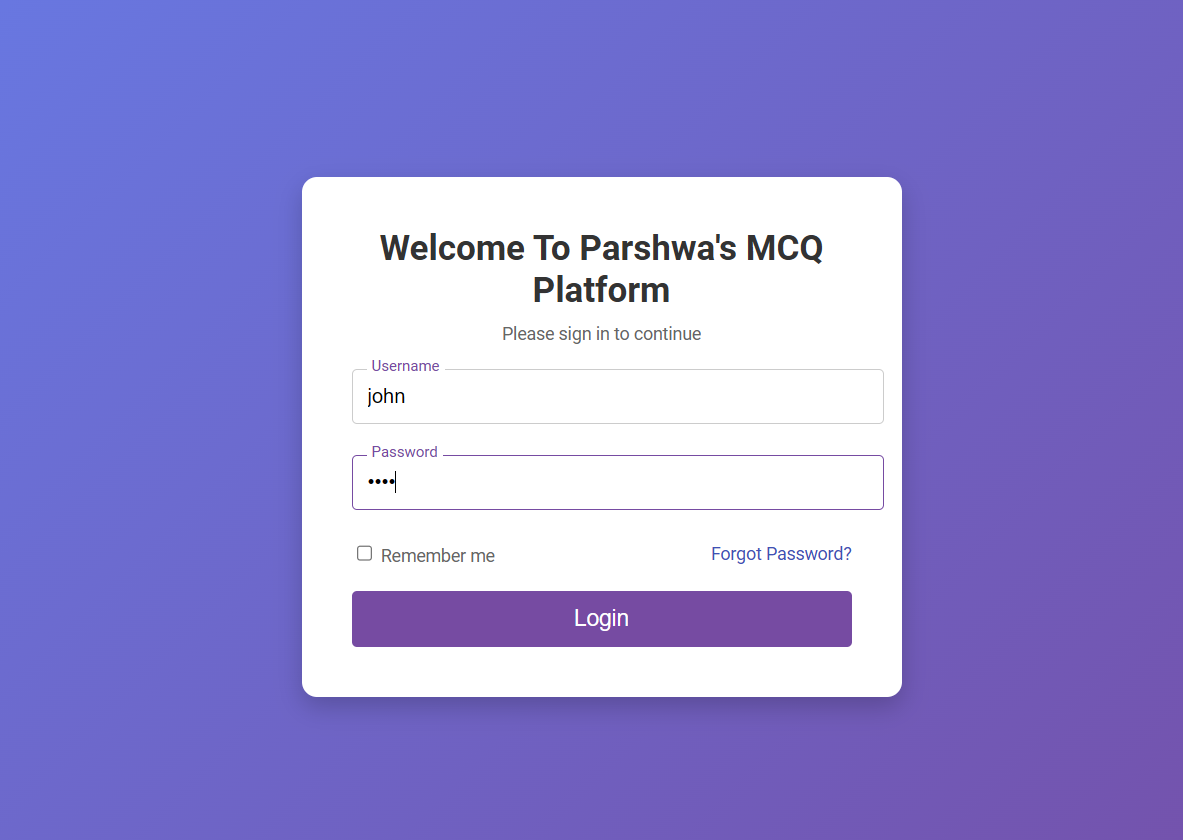 Welcome To Parshwa's MCQ
Platform
Please sign in to continue
Username
john
Password
••••
Remember me
Forgot Password?
Login